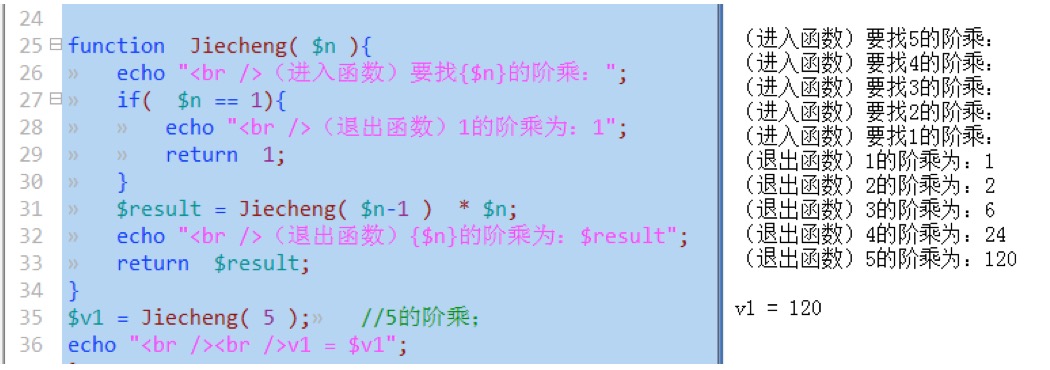 24
25 function  Jiecheng( $n ){
26 echo "<br />（进入函数）要找{$n}的阶乘：";
27 if(  $n == 1){
28 echo "<br />（退出函数）1的阶乘为：1";
29 return  1;
30 }
31 $result = Jiecheng( $n-1 )  * $n;
32 echo "<br />（退出函数）{$n}的阶乘为：$result";
33 return  $result;
34 }
35 $v1 = Jiecheng( 5 ); //5的阶乘；
36 echo "<br /><br />v1 = $v1";
（进入函数）要找5的阶乘：
（进入函数）要找4的阶乘：
（进入函数）要找3的阶乘：
（进入函数）要找2的阶乘：
（进入函数）要找1的阶乘：
（退出函数）1的阶乘为：1
（退出函数）2的阶乘为：2
（退出函数）3的阶乘为：6
（退出函数）4的阶乘为：24
（退出函数）5的阶乘为：120
v1 = 120